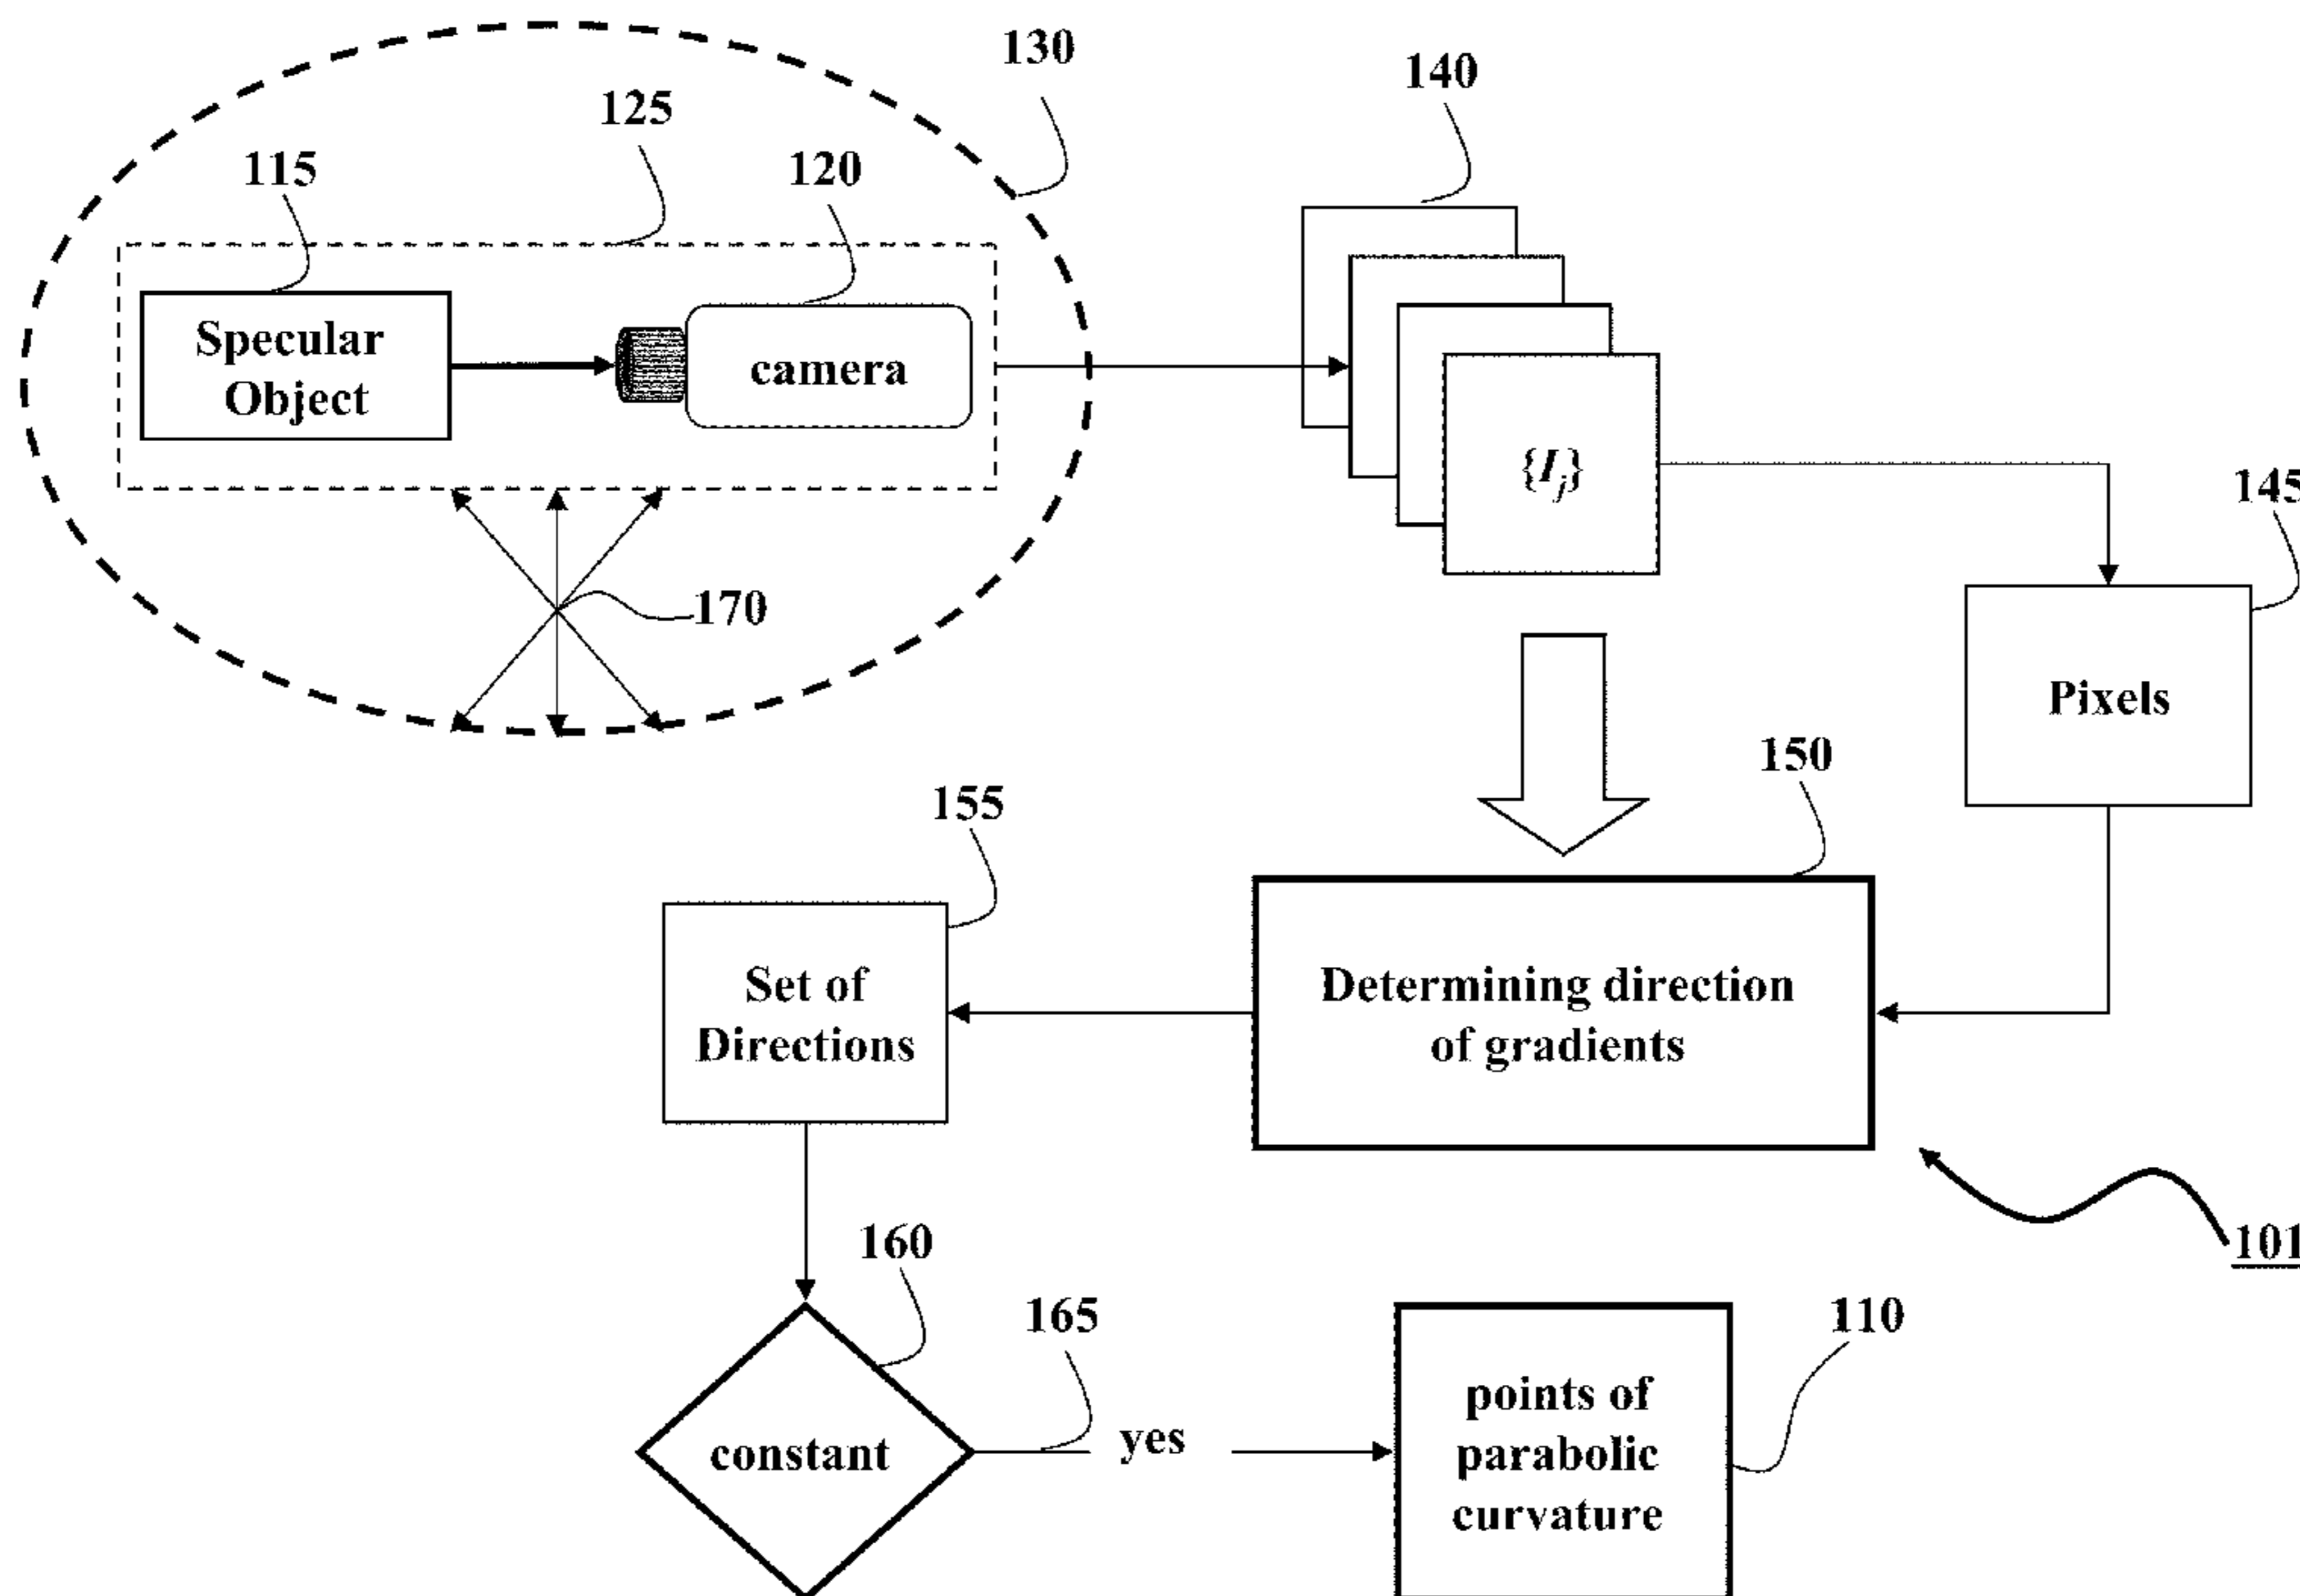 130
140
125
115
120
Specular
Object
camera
{I_j}
145
170
Pixels
150
155
Set of
Directions
Determining direction
of gradients
101
160
165
110
constant
yes
points of
parabolic
curvature